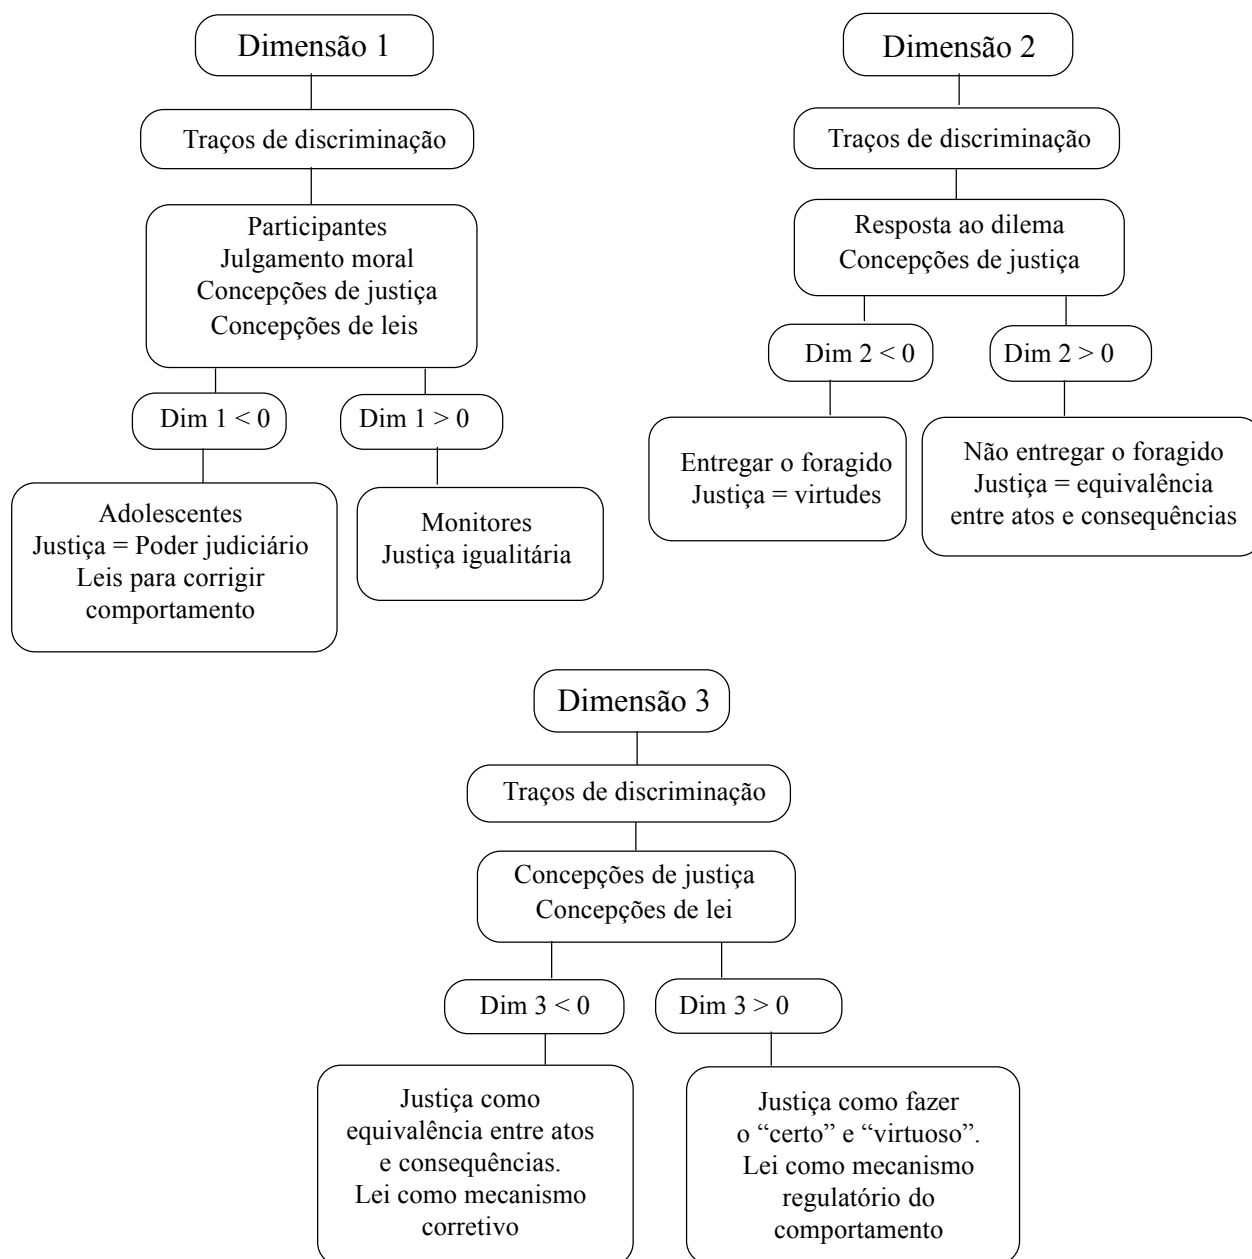 Dimensão 1
Traços de discriminação
Participantes
Julgamento moral
Concepções de justiça
Concepções de leis
Dim 1 < 0
Dim 1 > 0
Adolescentes
Justiça = Poder judiciário
Leis para corrigir
comportamento
Monitores
Justiça igualitária
Dimensão 2
Traços de discriminação
Resposta ao dilema
Concepções de justiça
Dim 2 < 0
Dim 2 > 0
Entregar o foragido
Justiça = virtudes
Não entregar o foragido
Justiça = equivalência
entre atos e consequências
Dimensão 3
Traços de discriminação
Concepções de justiça
Concepções de lei
Dim 3 < 0
Dim 3 > 0
Justiça como
equivalência entre atos
e consequências.
Lei como mecanismo
corretivo
Justiça como fazer
o “certo” e “virtuoso”.
Lei como mecanismo
regulatório do
comportamento